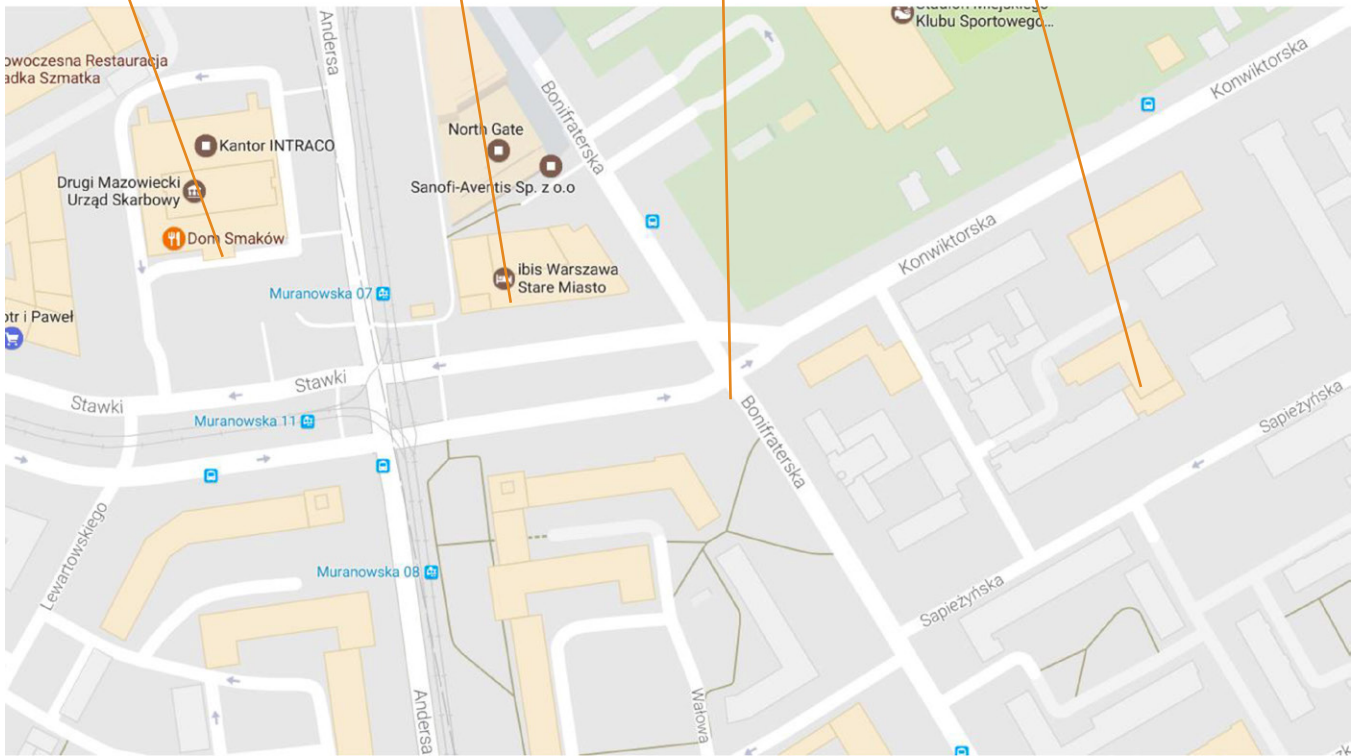 Stadion Miejskiego
Klubu Sportowego...
owoczesna Restauracja
adka Szmatka
Andersa
Konwiktorska
Bonifraterska
North Gate
Kantor INTRACO
Sanofi-Aventis Sp. z o.o
Drugi Mazowiecki
Urząd Skarbowy
Dom Smaków
Konwiktorska
ibis Warszawa
Stare Miasto
Muranowska 07
otr i Paweł
Stawki
Stawki
Sapieżyńska
Muranowska 11
Bonifraterska
Lewartowskiego
Muranowska 08
Sapieżyńska
Andersa
Wałowa